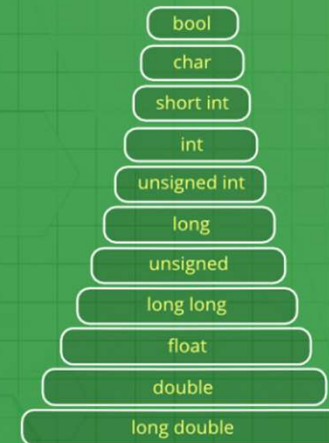 bool
char
short int
int
unsigned int
long
unsigned
long long
float
double
long double